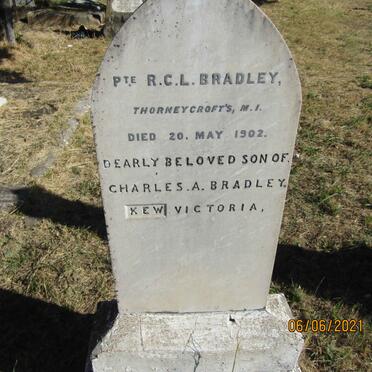 PTE R.C.L. BRADLEY,
THORNEYCROFT'S, M.I.
DIED 20. MAY 1902.
DEARLY BELOVED SON OF
CHARLES.A. BRADLEY.
KEW VICTORIA,
06/06/2021